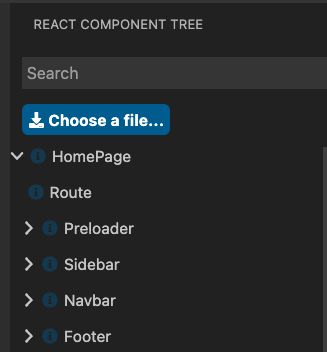 REACT COMPONENT TREE
Search
Choose a file...
HomePage
Route
Preloader
Sidebar
Navbar
Footer